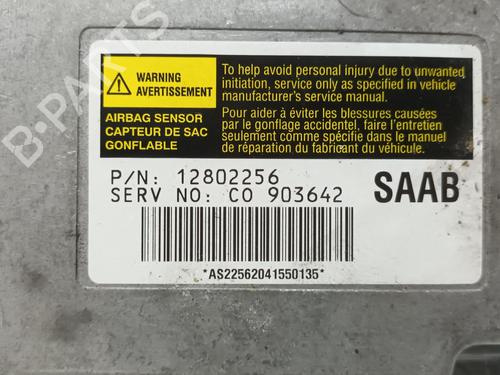 WARNING
AVERTISSEMENT
To help avoid personal injury due to unwanted
initiation, service only as specified in vehicle
manufacturer's service manual.
AIRBAG SENSOR
CAPTEUR DE SAC
GONFLABLE
Pour aider à éviter les blessures causées
par le gonflage accidentel, faire l'entretien
seulement comme spécifié dans le manuel
de réparation du fabricant du véhicule.
P/N: 12802256
SERV NO: CO 903642
SAAB
*AS22562041550135*
B-PARTS